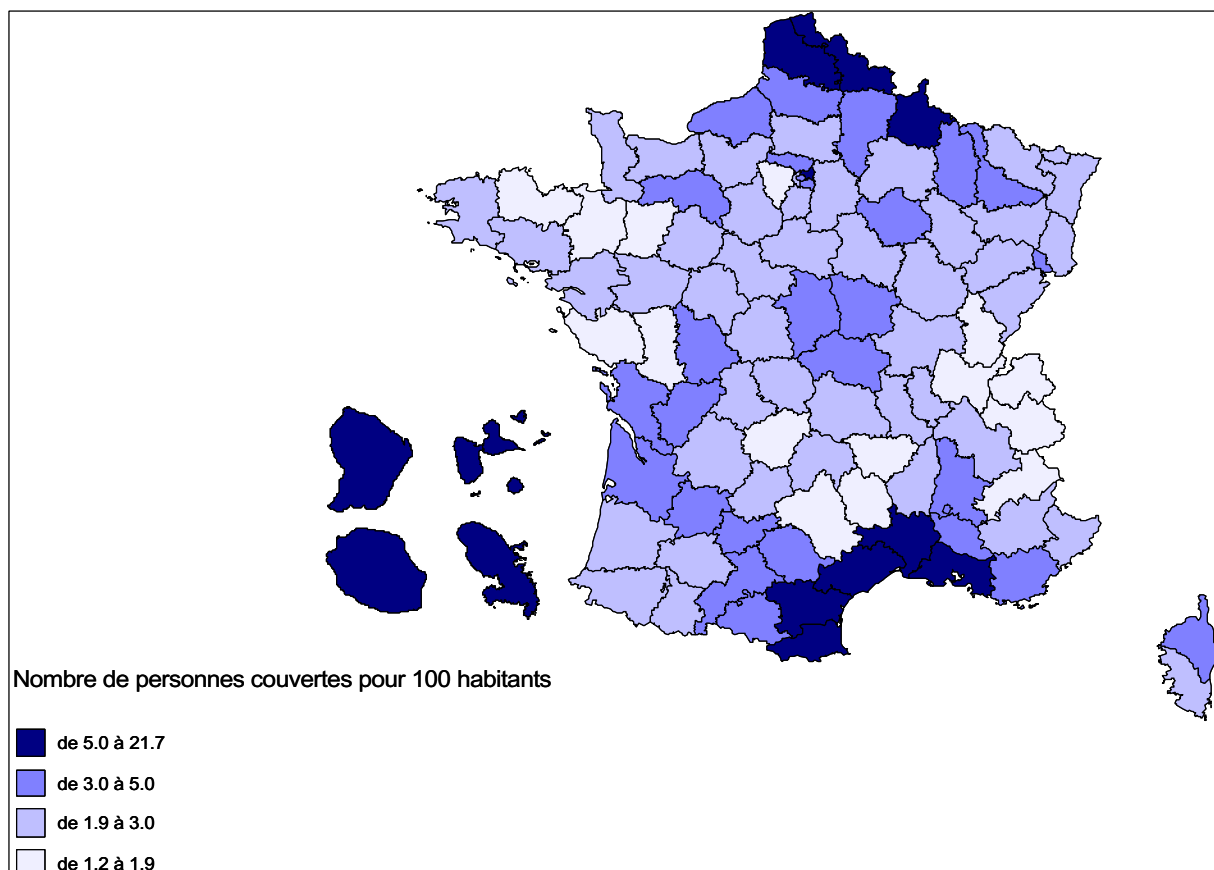 Nombre de personnes couvertes pour 100 habitants
de 5.0 à 21.7
de 3.0 à 5.0
de 1.9 à 3.0
de 1.2 à 1.9